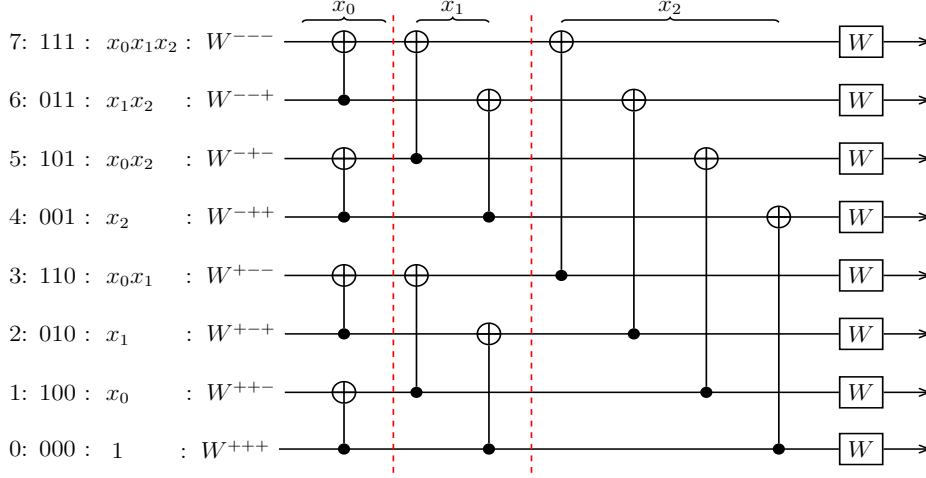 x₀ x₁ x₂
7: 111 : x₀x₁x₂ : W⁻⁻⁻ W
6: 011 : x₁x₂ : W⁻⁻⁺ W
5: 101 : x₀x₂ : W⁻⁺⁻ W
4: 001 : x₂ : W⁻⁺⁺ W
3: 110 : x₀x₁ : W⁺⁻⁻ W
2: 010 : x₁ : W⁺⁻⁺ W
1: 100 : x₀ : W⁺⁺⁻ W
0: 000 : 1 : W⁺⁺⁺ W